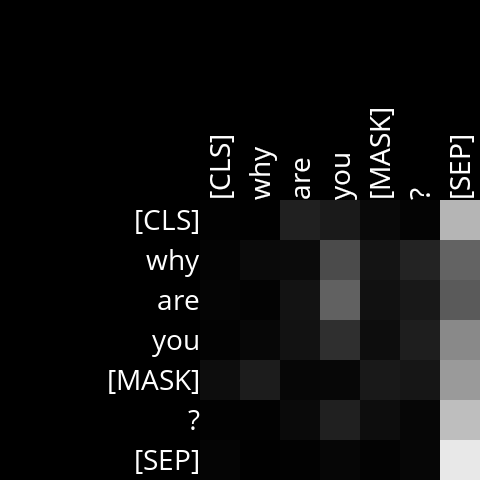 [CLS] why are you [MASK] ? [SEP]
[CLS]
why
are
you
[MASK]
?
[SEP]